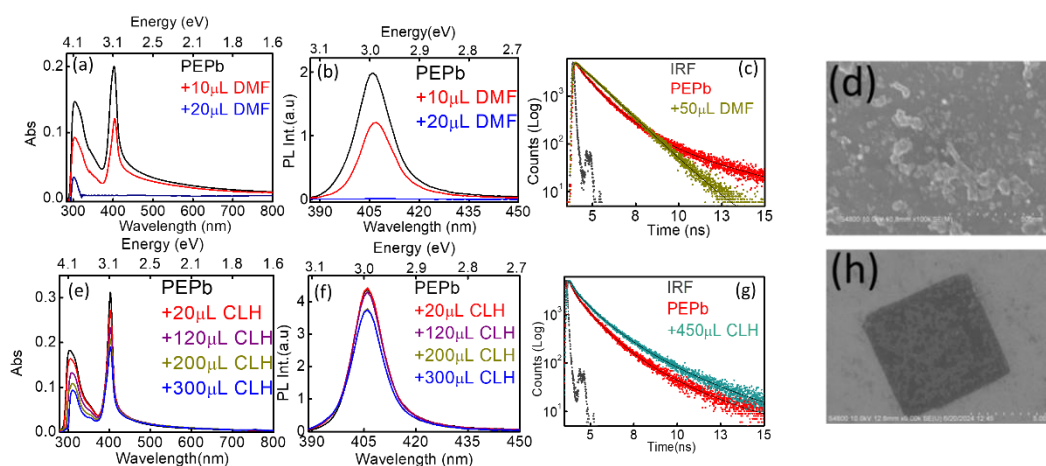 Energy (eV)
4.1 3.1 2.5 2.1 1.8 1.6
(a)
PEPb
+10μL DMF
+20μL DMF
Abs
0.2
0.1
0.0
300 400 500 600 700 800
Wavelength (nm)
Energy(eV)
3.1 3.0 2.9 2.8 2.7
(b)
PEPb
+10μL DMF
+20μL DMF
PL Int.(a.u)
2
1
0
390 405 420 435 450
Wavelength (nm)
(c)
IRF
PEPb
+50μL DMF
Counts (Log)
10³
10²
10¹
5 8 10 13 15
Time (ns)
(d)
Energy (eV)
4.1 3.1 2.5 2.1 1.8 1.6
(e)
PEPb
+20μL CLH
+120μL CLH
+200μL CLH
+300μL CLH
Abs
0.3
0.2
0.1
0.0
300 400 500 600 700 800
Wavelength(nm)
Energy (eV)
3.1 3.0 2.9 2.8 2.7
(f)
PEPb
+20μL CLH
+120μL CLH
+200μL CLH
+300μL CLH
PL Int.(a.u)
4
3
2
1
0
390 405 420 435 450
Wavelength(nm)
(g)
IRF
PEPb
+450μL CLH
Counts (Log)
10³
10²
10¹
5 8 10 13 15
Time(ns)
(h)